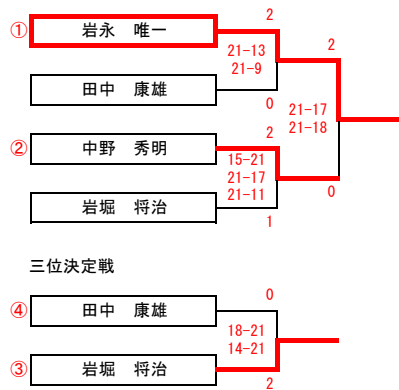 2
① 岩永 唯一
21-13
21-9
2
田中 康雄
0
21-17
21-18
2
② 中野 秀明
15-21
21-17
21-11
0
岩堀 将治
1
三位決定戦
0
④ 田中 康雄
18-21
14-21
③ 岩堀 将治
2